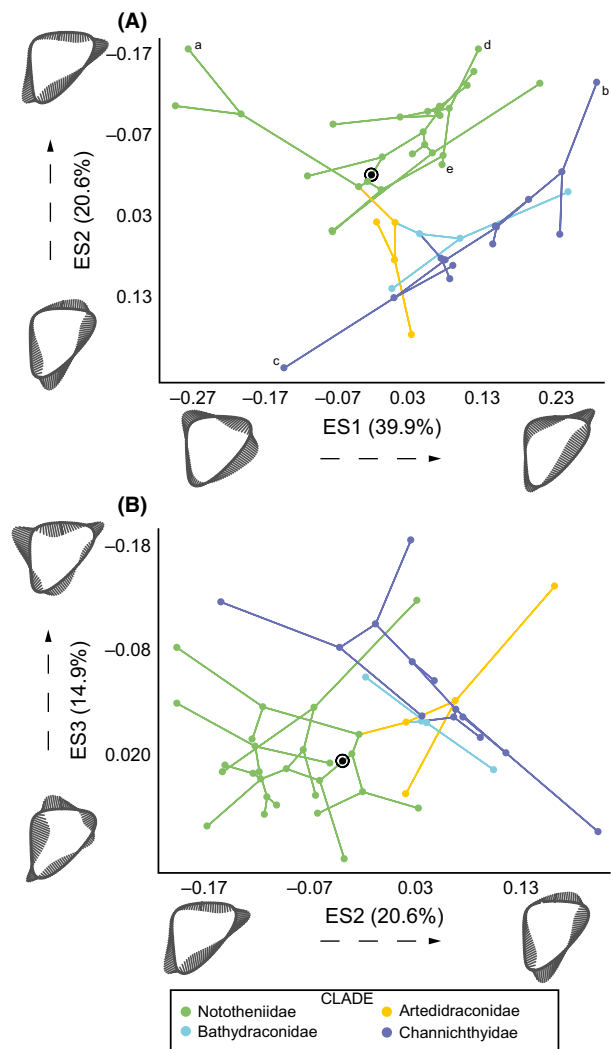 (A)
a
d
b
e
c
–0.17
–0.07
0.03
0.13
ES2 (20.6%)
–0.27 –0.17 –0.07 0.03 0.13 0.23
ES1 (39.9%)
(B)
–0.18
–0.08
0.020
ES3 (14.9%)
–0.17 –0.07 0.03 0.13
ES2 (20.6%)
CLADE
Nototheniidae Artedidraconidae
Bathydraconidae Channichthyidae